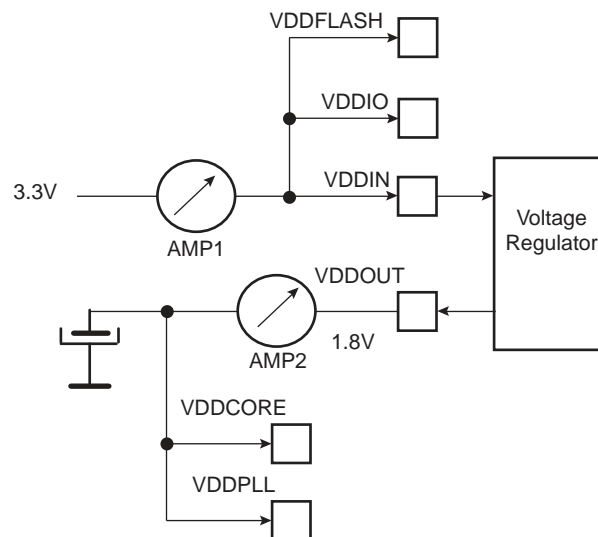 VDDFLASH
VDDIO
VDDIN
3.3V
AMP1
Voltage
Regulator
VDDOUT
1.8V
AMP2
VDDCORE
VDDPLL